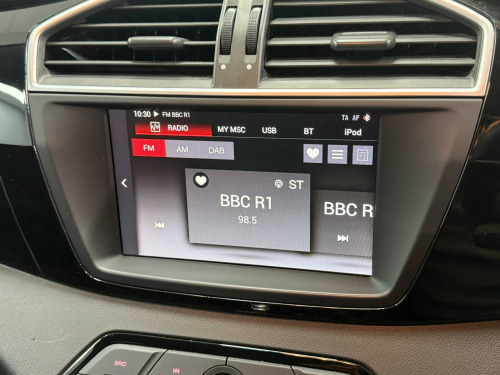 10:30 ▶ FM BBC R1 TA AF
RADIO MY MSC USB BT iPod
FM AM DAB
ST
BBC R1
98.5
BBC R
SRC